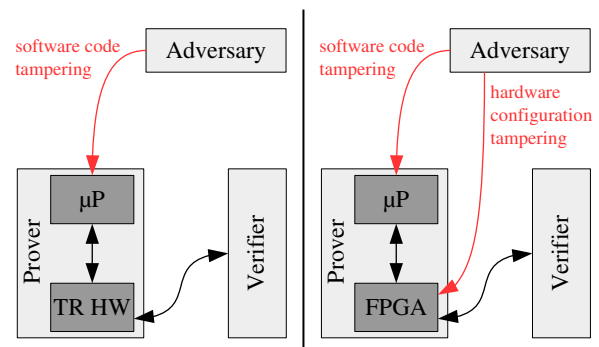 Adversary
software code
tampering
Prover
µP
TR HW
Verifier
Adversary
software code
tampering
hardware
configuration
tampering
Prover
µP
FPGA
Verifier